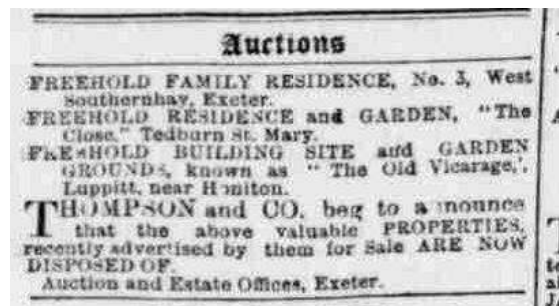 Auctions
FREEHOLD FAMILY RESIDENCE, No. 3, West
Southernhay, Exeter.
FREEHOLD RESIDENCE and GARDEN, "The
Close," Tedburn St. Mary.
FREEHOLD BUILDING SITE and GARDEN
GROUNDS, known as "The Old Vicarage,'.
Luppitt, near Honiton.
THOMPSON and CO. beg to announce
that the above valuable PROPERTIES,
recently advertised by them for Sale ARE NOW
DISPOSED OF.
Auction and Estate Offices, Exeter.